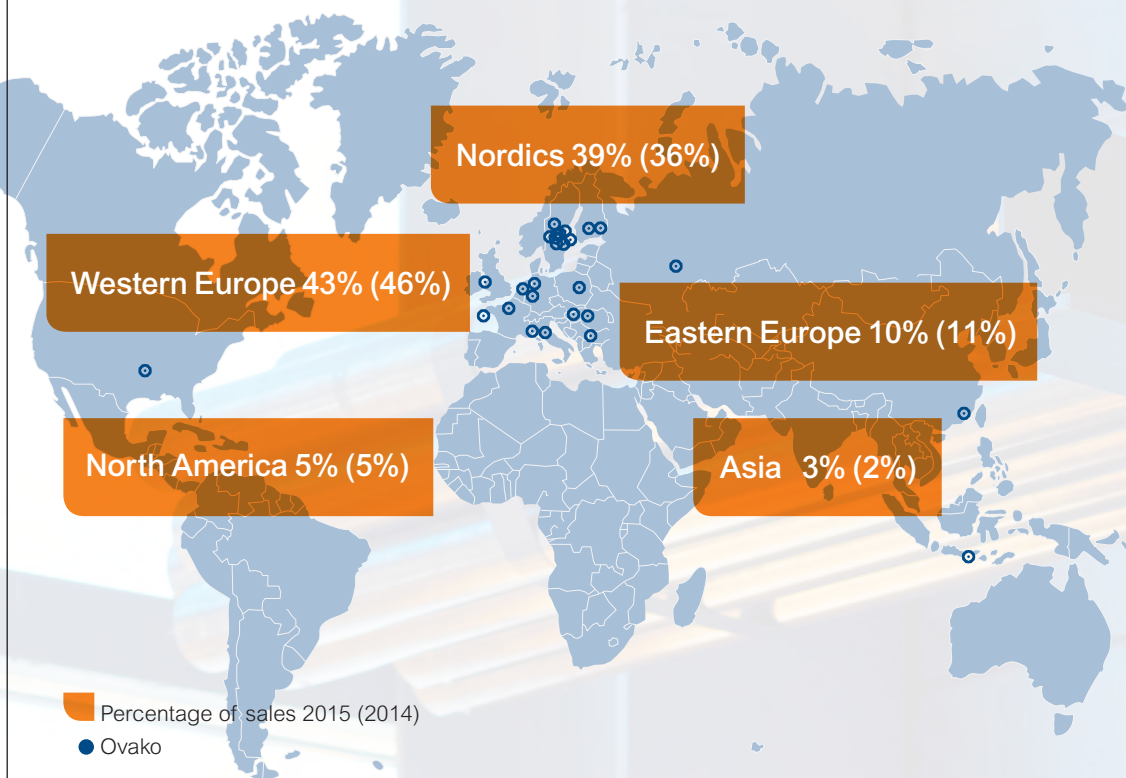 Nordics 39% (36%)
Western Europe 43% (46%)
Eastern Europe 10% (11%)
North America 5% (5%)
Asia 3% (2%)
Percentage of sales 2015 (2014)
Ovako